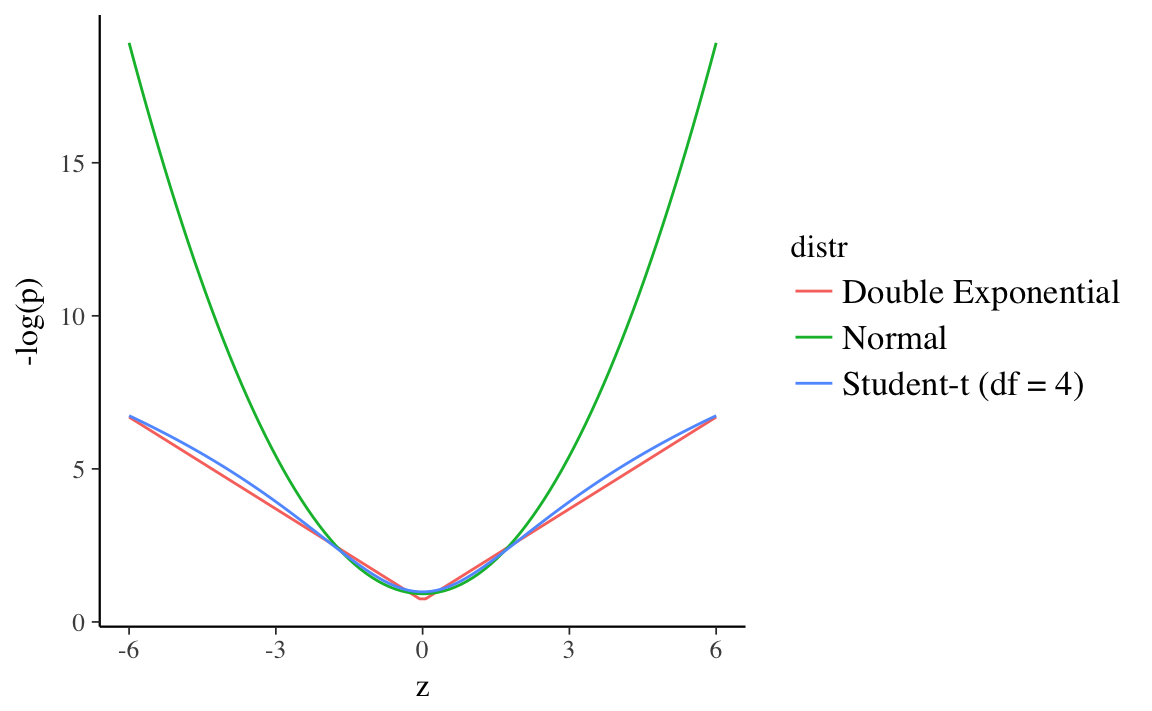 15
10
5
0
-log(p)
-6
-3
0
3
6
z
distr
Double Exponential
Normal
Student-t (df = 4)